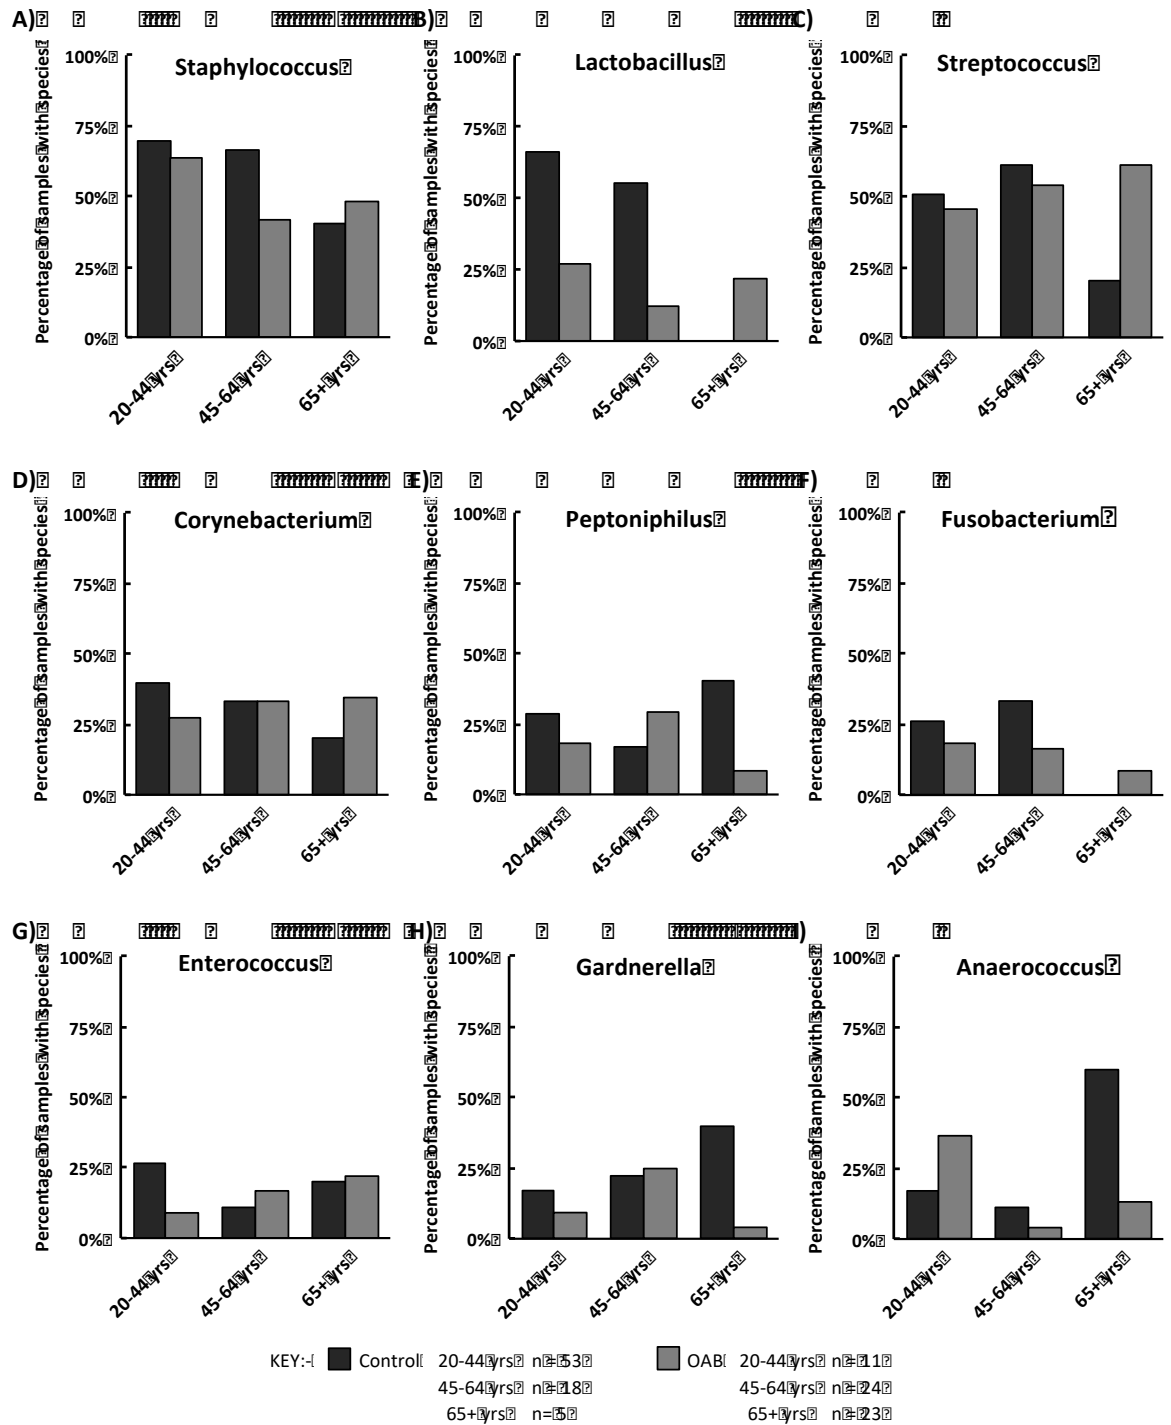 A) B) C)
Percentage of samples with species
Staphylococcus
100%
75%
50%
25%
0%
20-44 yrs
45-64 yrs
65+ yrs
Percentage of samples with species
Lactobacillus
100%
75%
50%
25%
0%
20-44 yrs
45-64 yrs
65+ yrs
Percentage of samples with species
Streptococcus
100%
75%
50%
25%
0%
20-44 yrs
45-64 yrs
65+ yrs
D) E) F)
Percentage of samples with species
Corynebacterium
100%
75%
50%
25%
0%
20-44 yrs
45-64 yrs
65+ yrs
Percentage of samples with species
Peptoniphilus
100%
75%
50%
25%
0%
20-44 yrs
45-64 yrs
65+ yrs
Percentage of samples with species
Fusobacterium
100%
75%
50%
25%
0%
20-44 yrs
45-64 yrs
65+ yrs
G) H) I)
Percentage of samples with species
Enterococcus
100%
75%
50%
25%
0%
20-44 yrs
45-64 yrs
65+ yrs
Percentage of samples with species
Gardnerella
100%
75%
50%
25%
0%
20-44 yrs
45-64 yrs
65+ yrs
Percentage of samples with species
Anaerococcus
100%
75%
50%
25%
0%
20-44 yrs
45-64 yrs
65+ yrs
KEY:- Control 20-44 yrs n = 53 OAB 20-44 yrs n = 11
45-64 yrs n = 18 45-64 yrs n = 24
65+ yrs n= 5 65+ yrs n = 23